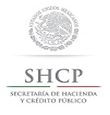 SHCP
SECRETARÍA DE HACIENDA
Y CRÉDITO PÚBLICO